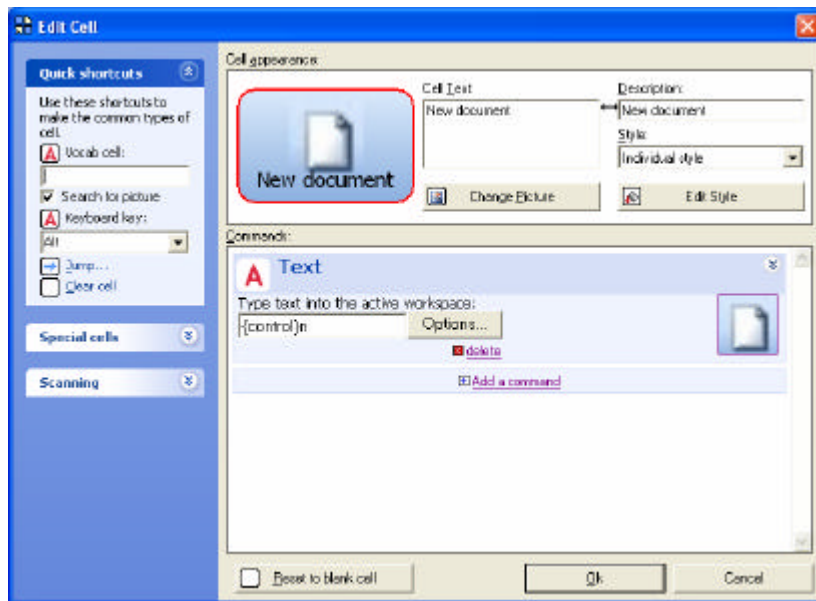 Edit Cell
Quick shortcuts
Use these shortcuts to
make the common types of
cell.
A Vocab cell:
Search for picture
A Keyboard key:
Alt
Jump...
Clear cell
Special cells
Scanning
Cell appearance:
New document
Cell Text
New document
Description:
New document
Style:
Individual style
Change Picture
Edit Style
Commands:
A Text
Type text into the active workspace:
{control}n
Options...
delete
Add a command
Reset to blank cell
Ok
Cancel